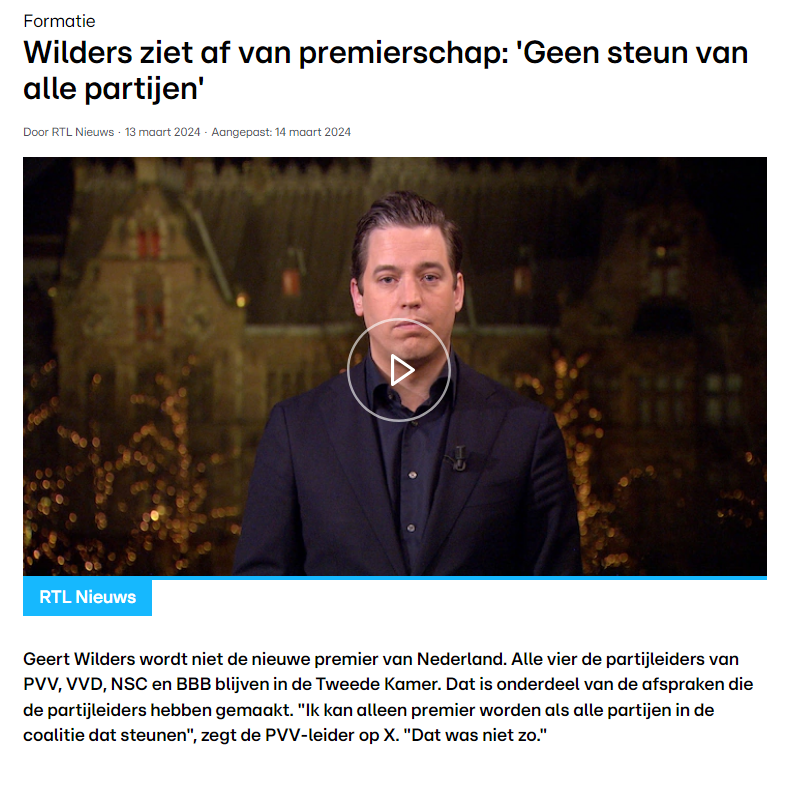 Formatie
Wilders ziet af van premierschap: 'Geen steun van
alle partijen'
Door RTL Nieuws · 13 maart 2024 · Aangepast: 14 maart 2024
RTL Nieuws
Geert Wilders wordt niet de nieuwe premier van Nederland. Alle vier de partijleiders van
PVV, VVD, NSC en BBB blijven in de Tweede Kamer. Dat is onderdeel van de afspraken die
de partijleiders hebben gemaakt. "Ik kan alleen premier worden als alle partijen in de
coalitie dat steunen", zegt de PVV-leider op X. "Dat was niet zo."